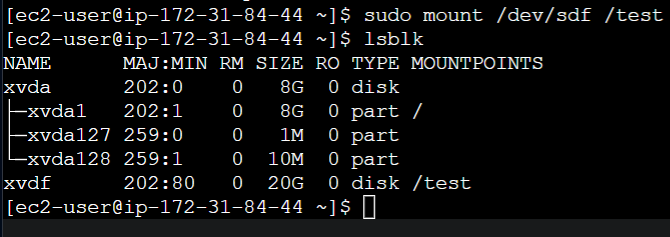 [ec2-user@ip-172-31-84-44 ~]$ sudo mount /dev/sdf /test
[ec2-user@ip-172-31-84-44 ~]$ lsblk
NAME      MAJ:MIN RM SIZE RO TYPE MOUNTPOINTS
xvda      202:0    0   8G  0 disk
├─xvda1   202:1    0   8G  0 part /
├─xvda127 259:0    0   1M  0 part
└─xvda128 259:1    0  10M  0 part
xvdf      202:80   0  20G  0 disk /test
[ec2-user@ip-172-31-84-44 ~]$